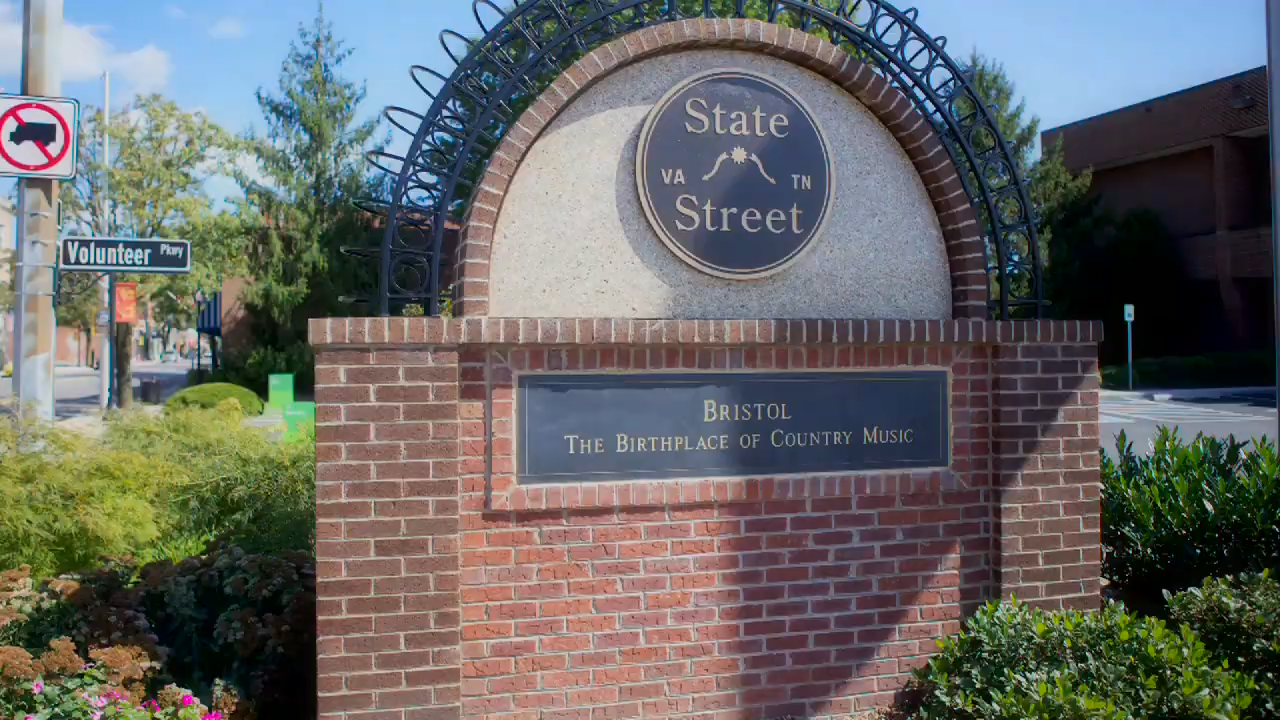 State
VA TN
Street
Volunteer Pkwy
BRISTOL
THE BIRTHPLACE OF COUNTRY MUSIC